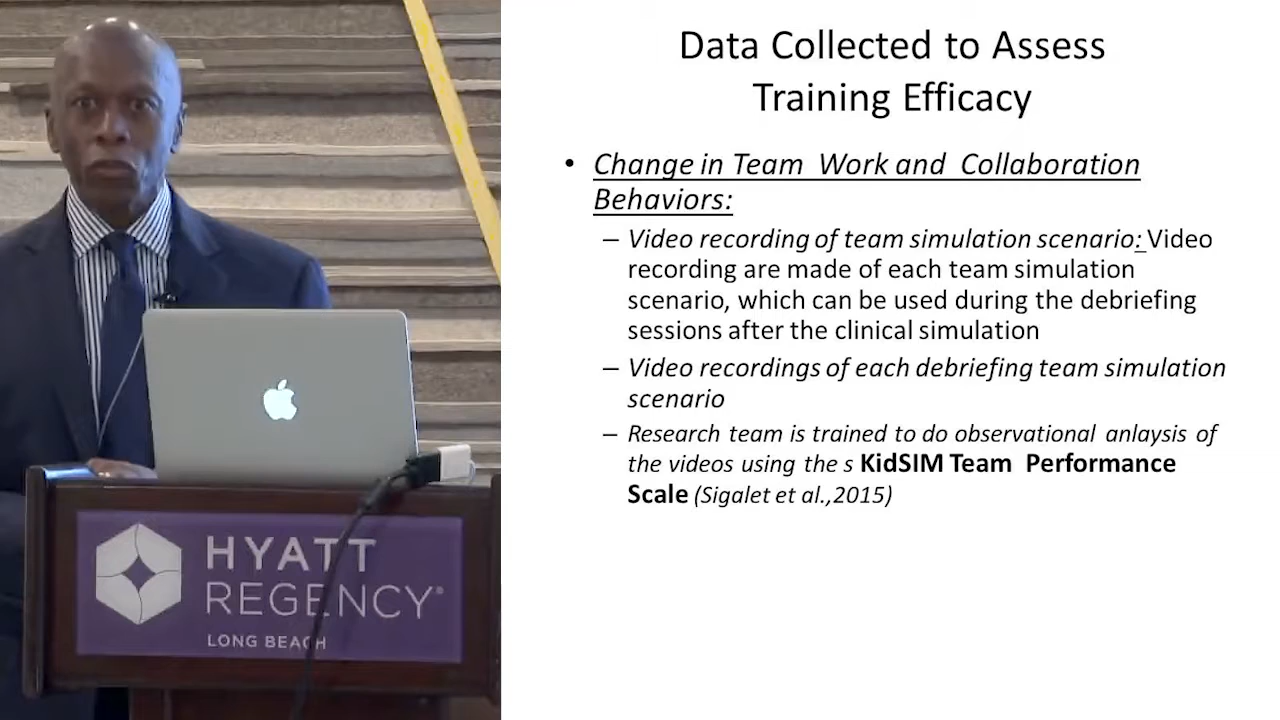 Data Collected to Assess
Training Efficacy
• Change in Team Work and Collaboration
Behaviors:
– Video recording of team simulation scenario: Video
recording are made of each team simulation
scenario, which can be used during the debriefing
sessions after the clinical simulation
– Video recordings of each debriefing team simulation
scenario
– Research team is trained to do observational anlaysis of
the videos using the s KidSIM Team Performance
Scale (Sigalet et al.,2015)
HYATT
REGENCY®
LONG BEACH